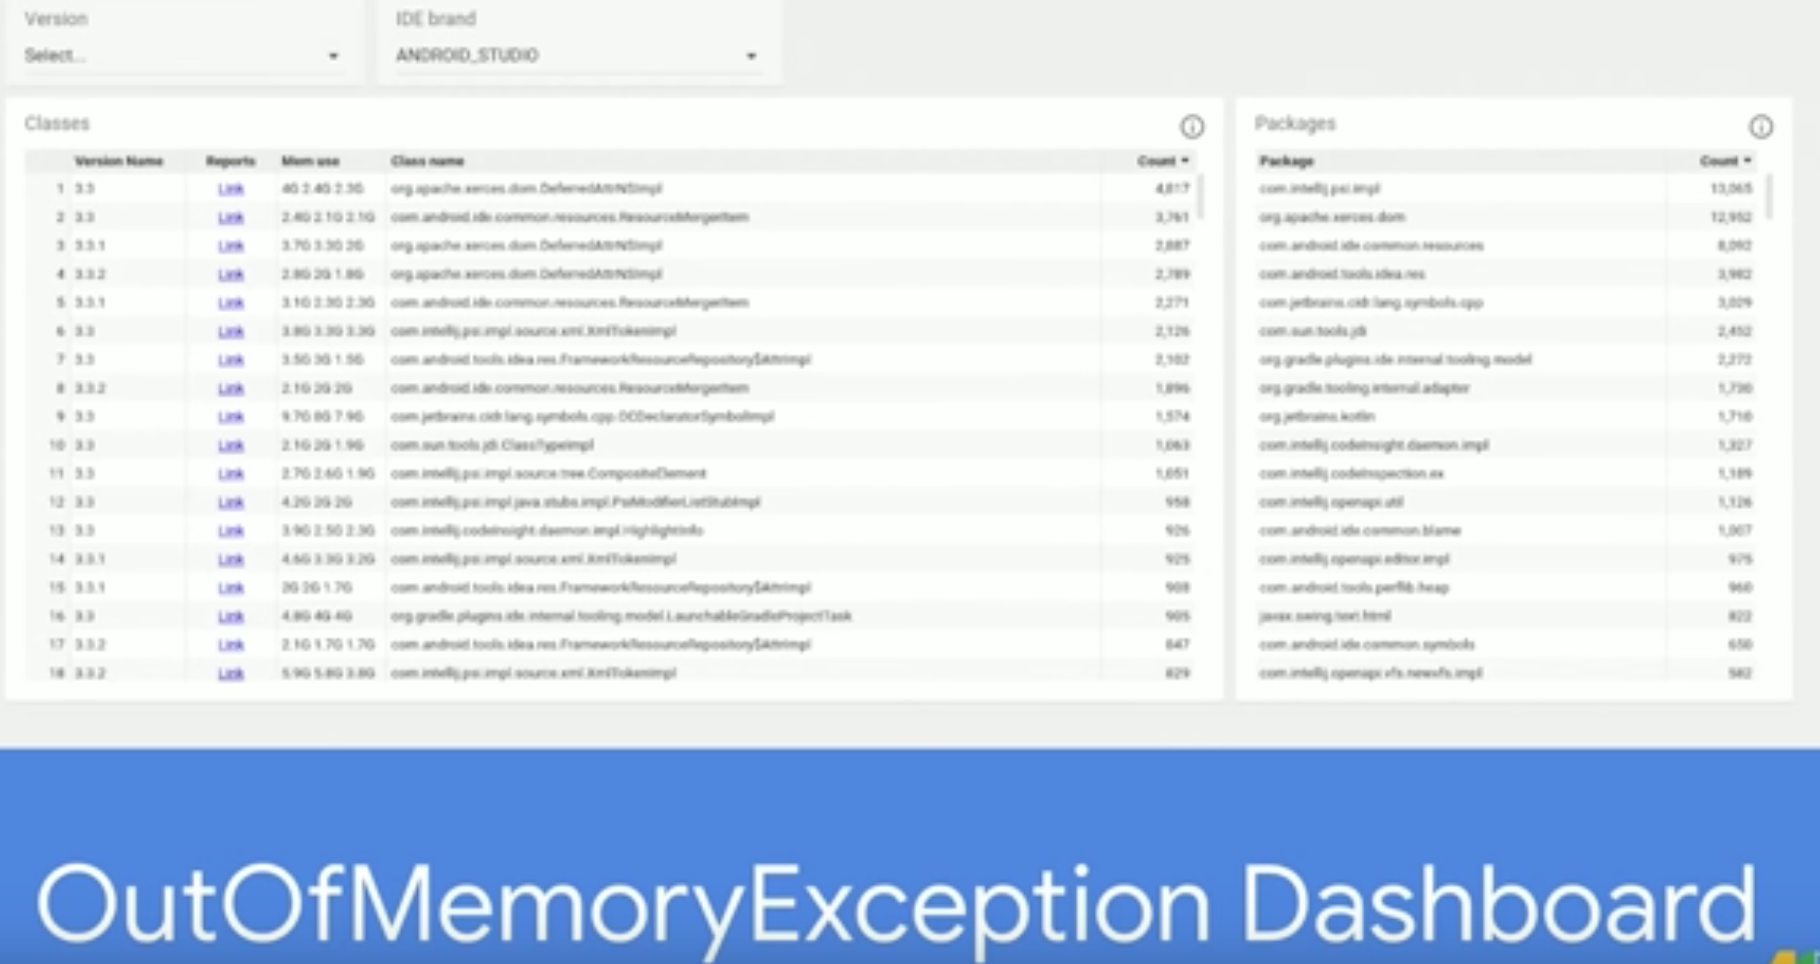 Version
IDE brand
Select...
ANDROID_STUDIO
Classes
Version Name Reports Mem use Class name Count
1 3.3 Link 4G 2.4G 2.3G org.apache.xerces.dom.DeferredAttrNSImpl 4,817
2 3.3 Link 2.4G 2.1G 2.1G com.android.ide.common.resources.ResourceMergerItem 3,761
3 3.3.1 Link 3.7G 3.3G 2G org.apache.xerces.dom.DeferredAttrNSImpl 2,887
4 3.3.2 Link 2.8G 2G 1.8G org.apache.xerces.dom.DeferredAttrNSImpl 2,789
5 3.3.1 Link 3.1G 2.3G 2.3G com.android.ide.common.resources.ResourceMergerItem 2,271
6 3.3 Link 3.8G 3.3G 3.3G com.intellij.psi.impl.source.xml.XmlTokenImpl 2,126
7 3.3 Link 3.5G 3G 1.5G com.android.tools.idea.res.FrameworkResourceRepository$AttrImpl 2,102
8 3.3.2 Link 2.1G 2G 2G com.android.ide.common.resources.ResourceMergerItem 1,896
9 3.3 Link 9.7G 8G 7.9G com.jetbrains.cidr.lang.symbols.cpp.OCDeclaratorSymbolImpl 1,574
10 3.3 Link 2.1G 2G 1.9G com.sun.tools.jdi.ClassTypeImpl 1,063
11 3.3 Link 2.7G 2.6G 1.9G com.intellij.psi.impl.source.tree.CompositeElement 1,051
12 3.3 Link 4.2G 2G 2G com.intellij.psi.impl.java.stubs.impl.PsiModifierListStubImpl 958
13 3.3 Link 3.9G 2.5G 2.3G com.intellij.codeInsight.daemon.impl.HighlightInfo 926
14 3.3.1 Link 4.6G 3.3G 3.2G com.intellij.psi.impl.source.xml.XmlTokenImpl 925
15 3.3.1 Link 2G 2G 1.7G com.android.tools.idea.res.FrameworkResourceRepository$AttrImpl 908
16 3.3 Link 4.8G 4G 4G org.gradle.plugins.ide.internal.tooling.model.LaunchableGradleProjectTask 905
17 3.3.2 Link 2.1G 1.7G 1.7G com.android.tools.idea.res.FrameworkResourceRepository$AttrImpl 847
18 3.3.2 Link 5.9G 5.8G 3.8G com.intellij.psi.impl.source.xml.XmlTokenImpl 829
Packages
Package Count
com.intellij.psi.impl 13,065
org.apache.xerces.dom 12,952
com.android.ide.common.resources 8,092
com.android.tools.idea.res 3,982
com.jetbrains.cidr.lang.symbols.cpp 3,029
com.sun.tools.jdi 2,452
org.gradle.plugins.ide.internal.tooling.model 2,272
org.gradle.tooling.internal.adapter 1,730
org.jetbrains.kotlin 1,710
com.intellij.codeInsight.daemon.impl 1,327
com.intellij.codeInspection.ex 1,189
com.intellij.openapi.util 1,126
com.android.ide.common.blame 1,007
com.intellij.openapi.editor.impl 975
com.android.tools.perflib.heap 960
javax.swing.text.html 822
com.android.ide.common.symbols 650
com.intellij.openapi.vfs.newvfs.impl 582
OutOfMemoryException Dashboard